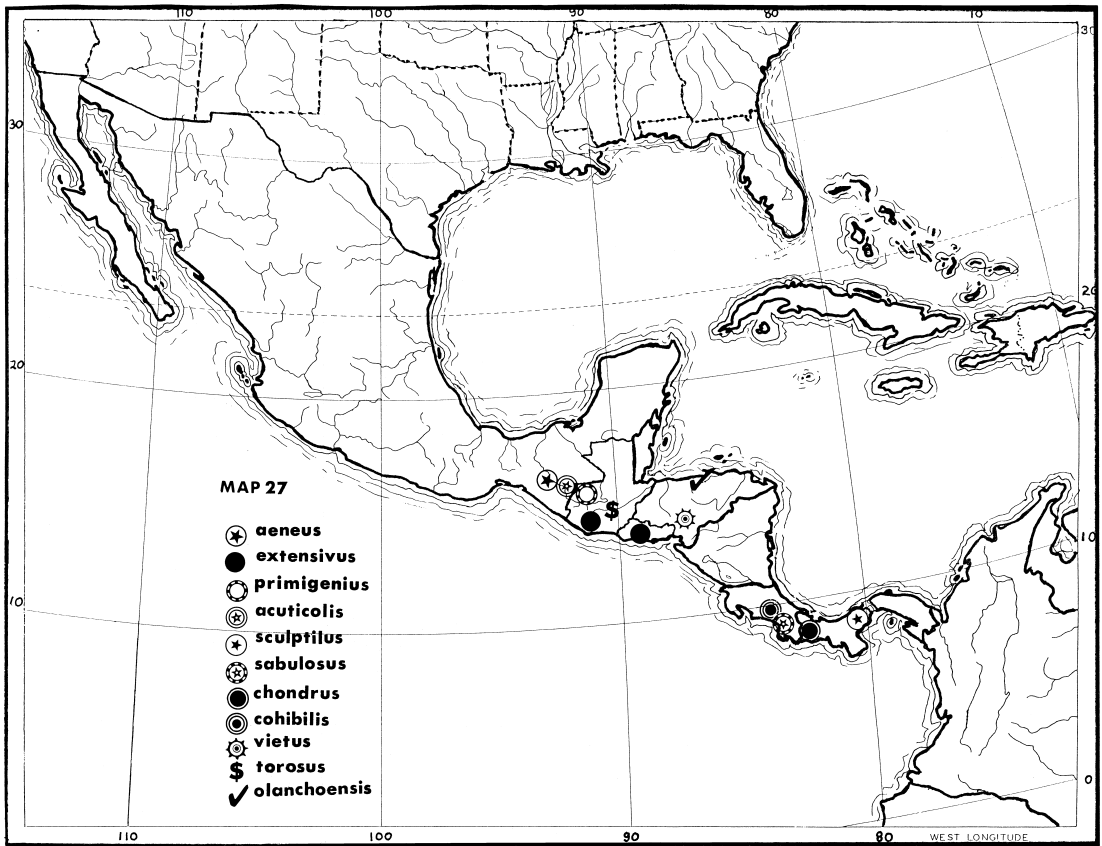 110 100 90 80 70
30
30
20
20
10
10
0
MAP 27
aeneus
extensivus
primigenius
acuticolis
sculptilus
sabulosus
chondrus
cohibilis
vietus
$ torosus
✓ olanchoensis
$
110 100 90 80 WEST LONGITUDE